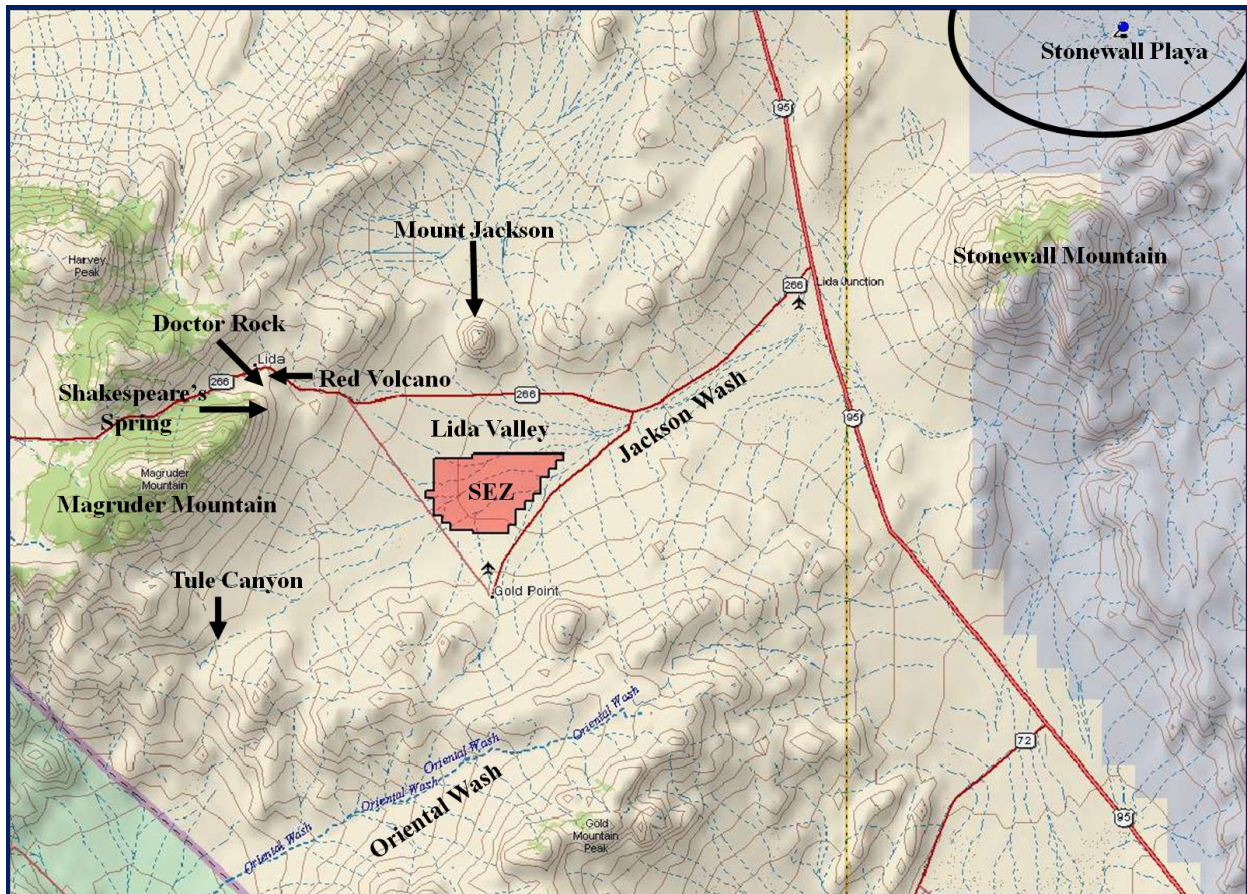 Stonewall Playa
95
Mount Jackson
Stonewall Mountain
Harvey
Peak
266
Lida Junction
Doctor Rock
Lida
266
Red Volcano
Shakespeare's
Spring
266
95
Lida Valley
Jackson Wash
Magruder
Mountain
SEZ
Magruder Mountain
Tule Canyon
Gold Point
Oriental Wash
72
Oriental Wash
Oriental Wash
Oriental Wash
Oriental Wash
Gold
Mountain
Peak
95